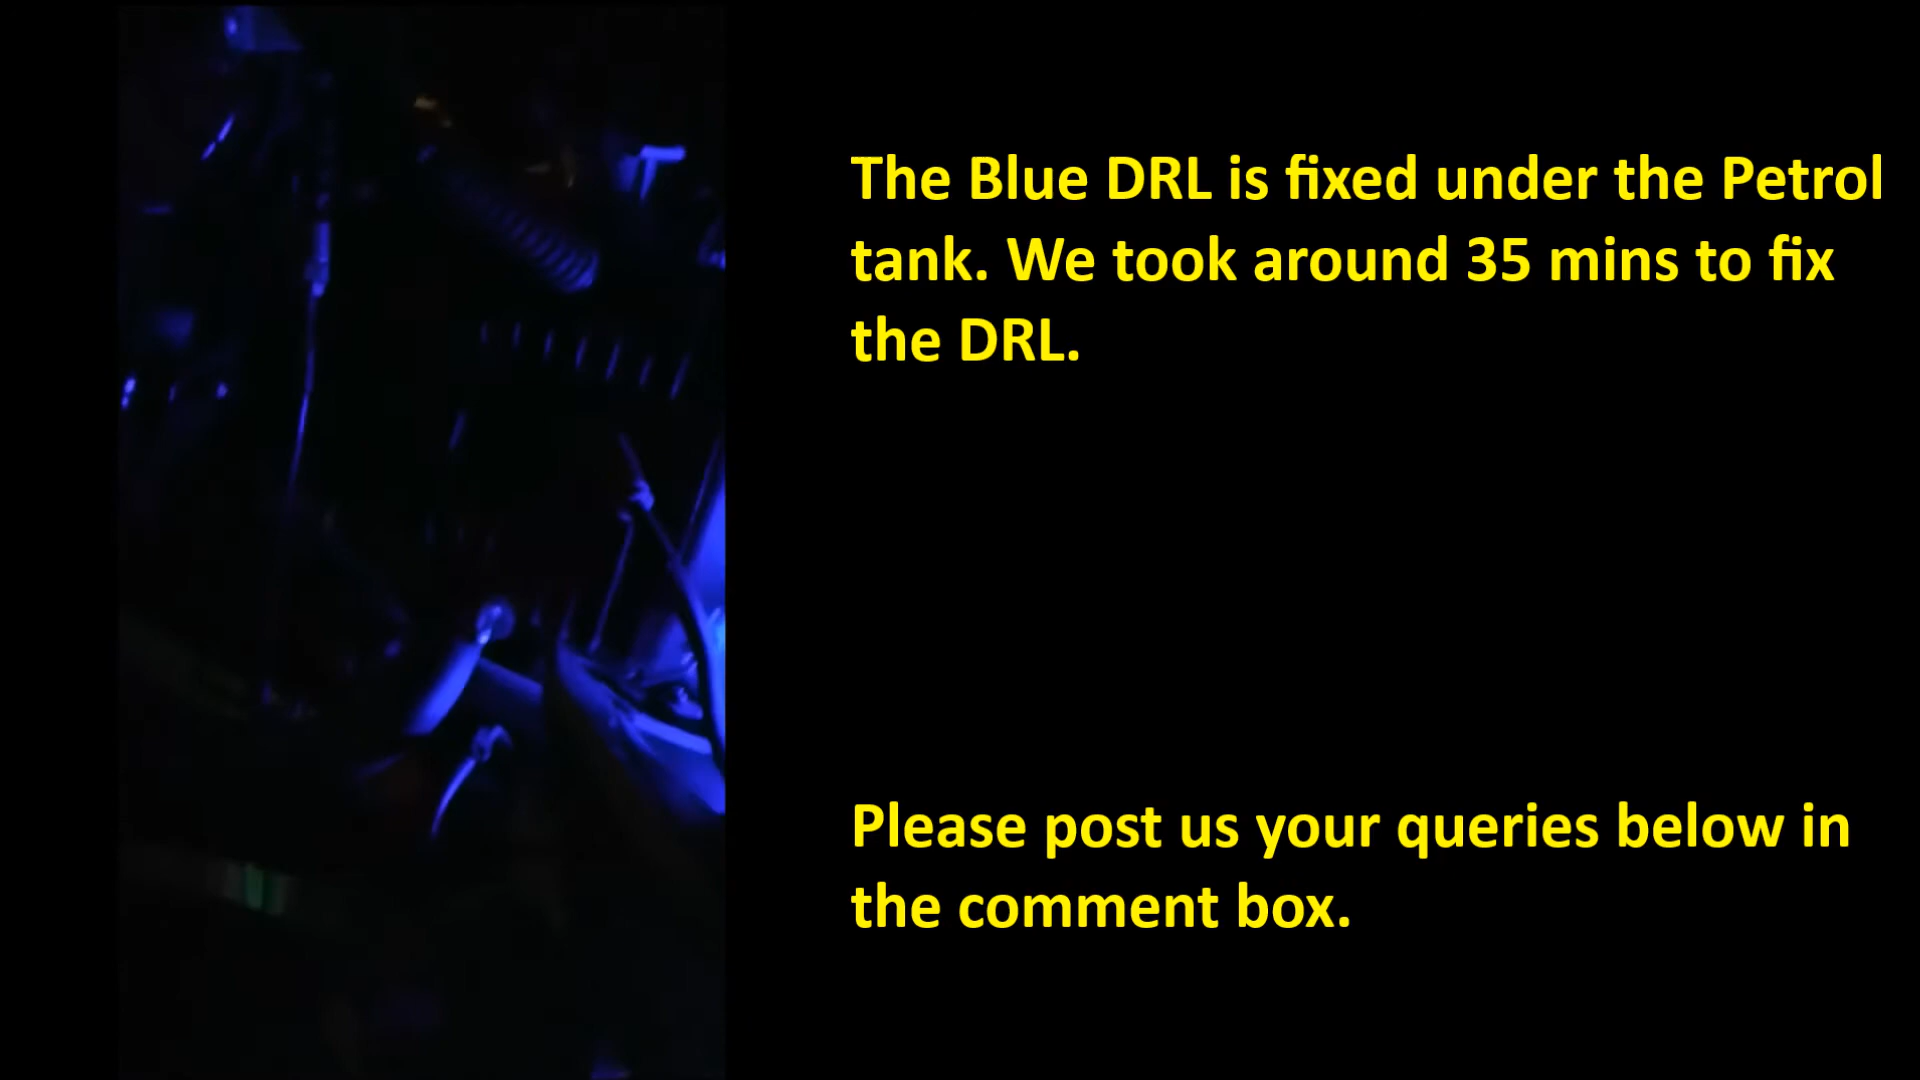 The Blue DRL is fixed under the Petrol
tank. We took around 35 mins to fix
the DRL.
Please post us your queries below in
the comment box.